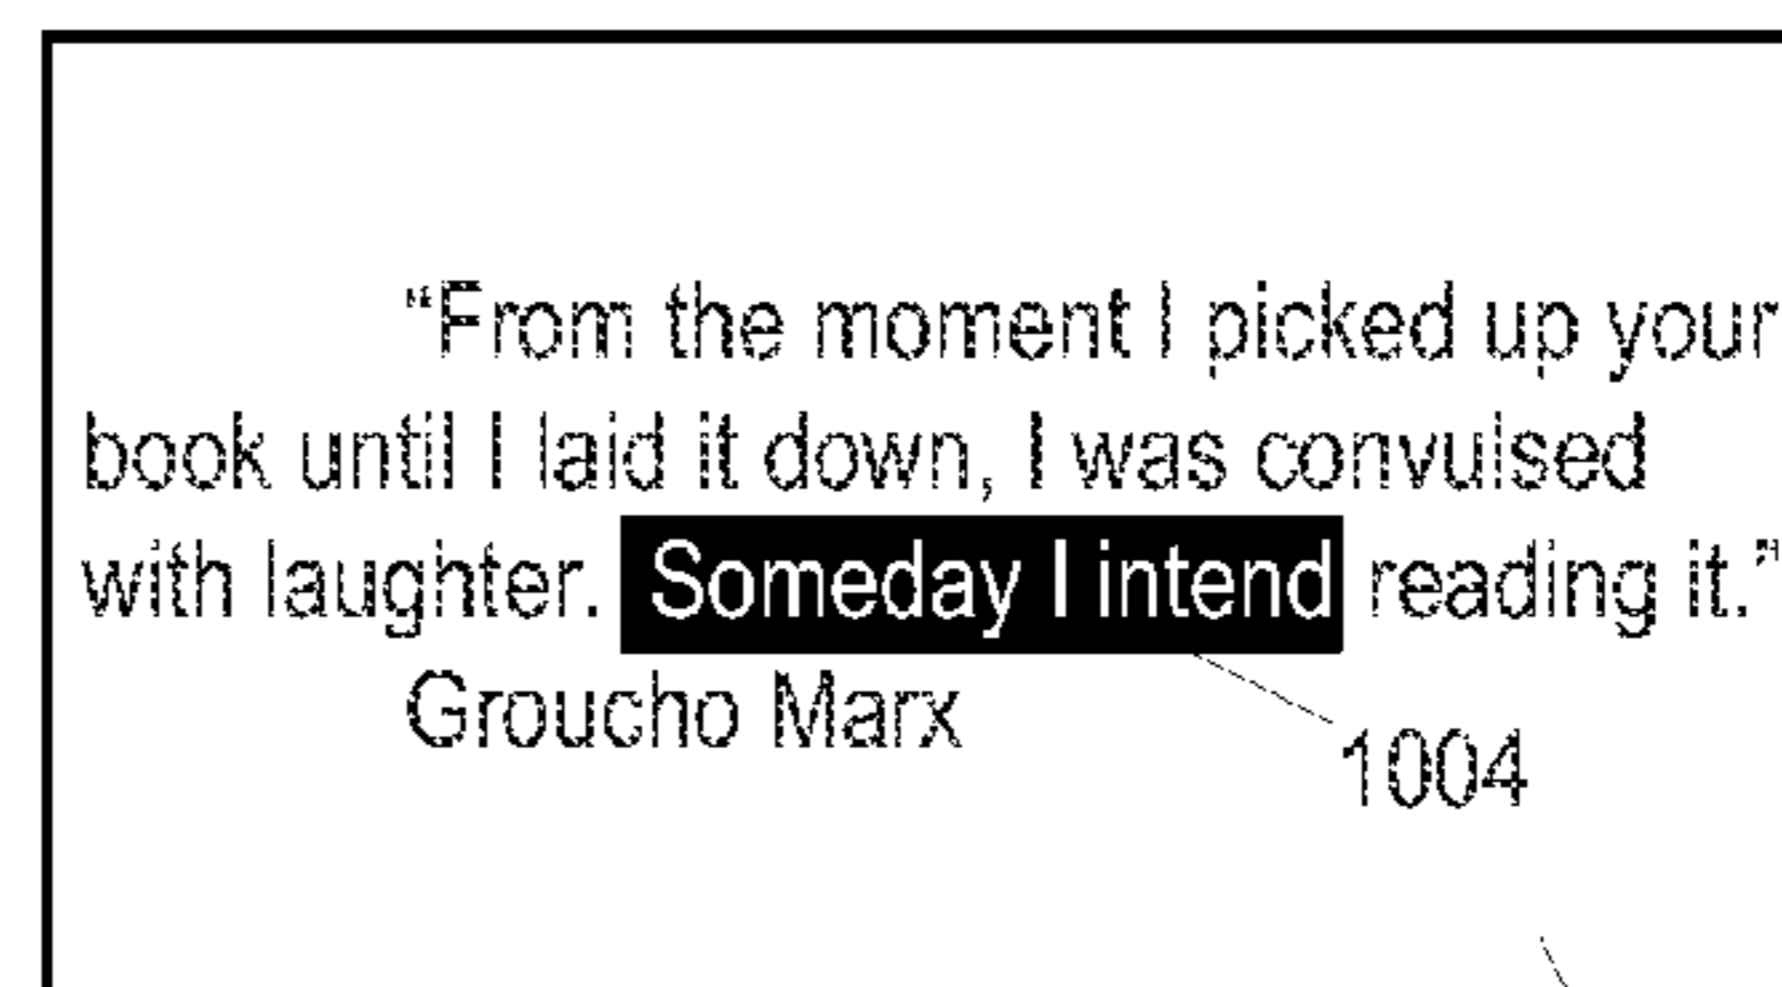 “From the moment I picked up your
book until I laid it down, I was convulsed
with laughter. Someday I intend reading it.”
Groucho Marx
1004